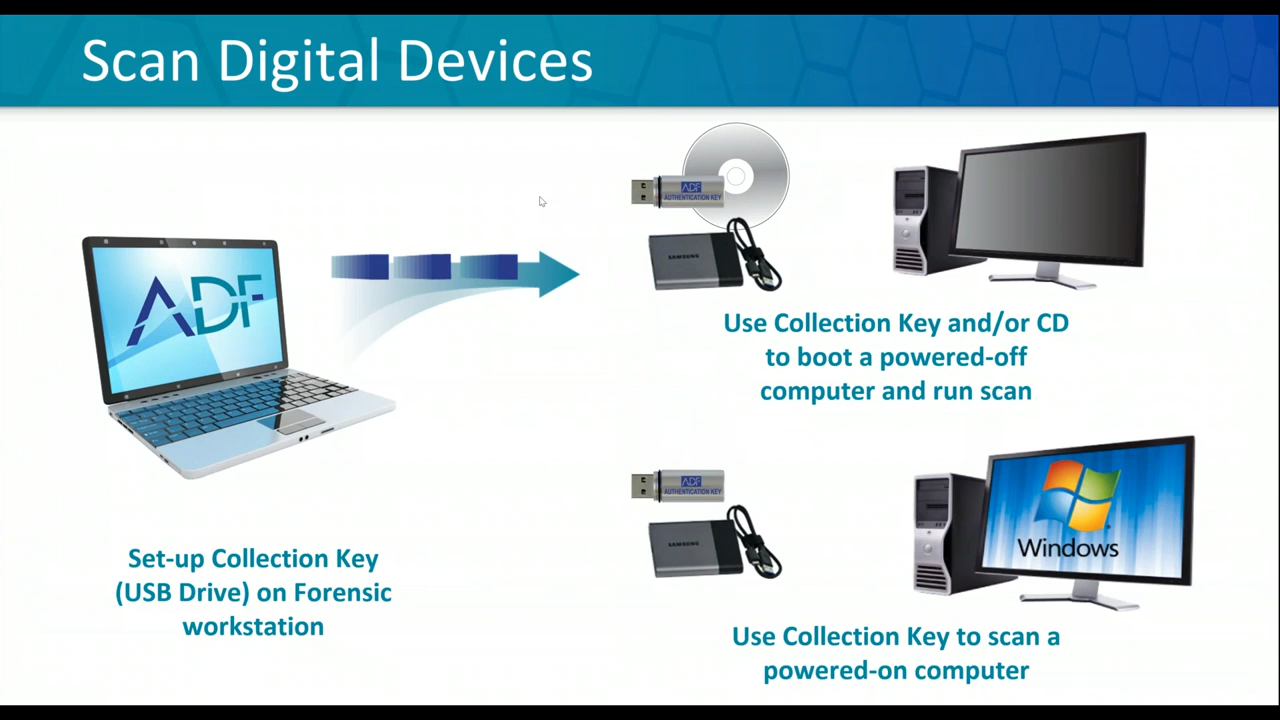 Scan Digital Devices
ADF
Set-up Collection Key
(USB Drive) on Forensic
workstation
ADF
AUTHENTICATION KEY
SAMSUNG
Use Collection Key and/or CD
to boot a powered-off
computer and run scan
ADF
AUTHENTICATION KEY
SAMSUNG
Windows
Use Collection Key to scan a
powered-on computer